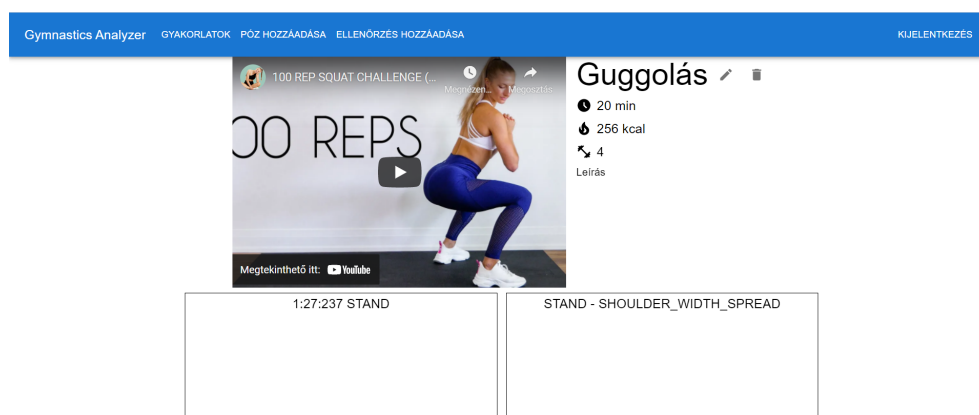 Gymnastics Analyzer GYAKORLATOK PÓZ HOZZÁADÁSA ELLENŐRZÉS HOZZÁADÁSA KIJELENTKEZÉS
100 REP SQUAT CHALLENGE (...
Megnézen... Megosztás
00 REPS
Megtekinthető itt: YouTube
Guggolás
20 min
256 kcal
4
Leírás
1:27:237 STAND
STAND - SHOULDER_WIDTH_SPREAD